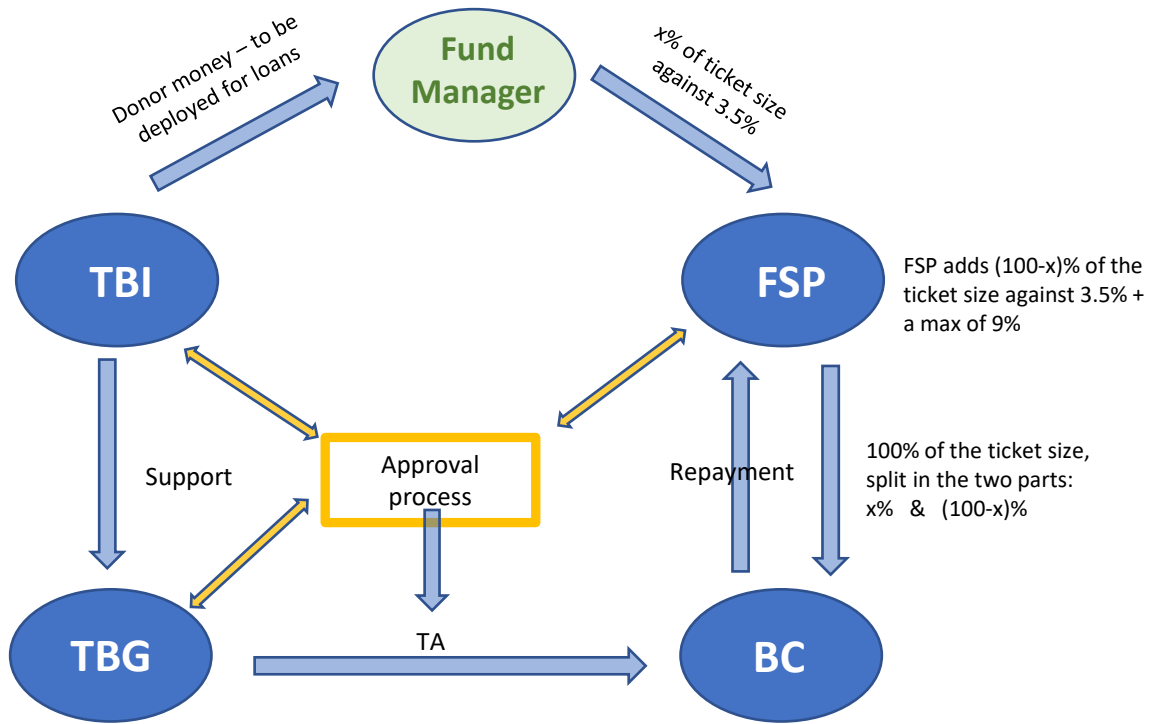 Donor money – to be
deployed for loans
Fund
Manager
x% of ticket size
against 3.5%
TBI
FSP
FSP adds (100-x)% of the
ticket size against 3.5% +
a max of 9%
Support
Approval
process
Repayment
100% of the ticket size,
split in the two parts:
x% & (100-x)%
TBG
TA
BC